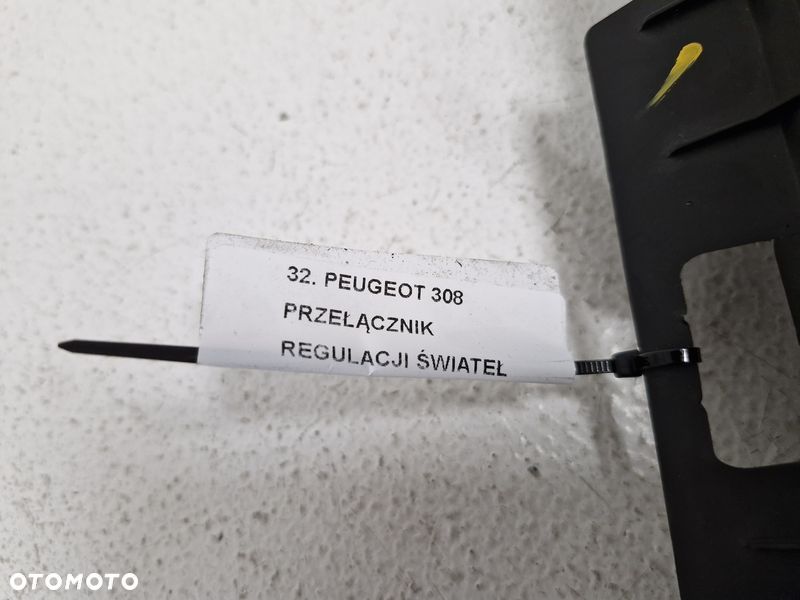 32. PEUGEOT 308
PRZEŁĄCZNIK
REGULACJI ŚWIATEŁ
OTOMOTO